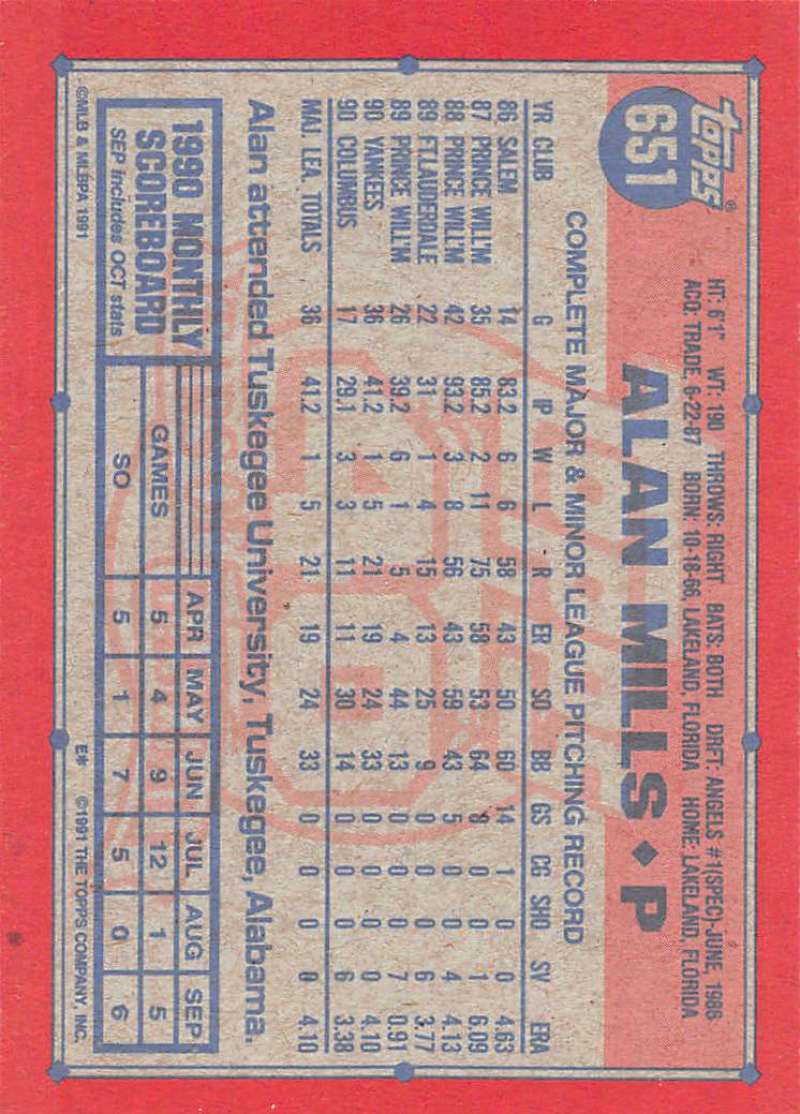 TOPPS®
651
HT: 6'1" WT: 190 THROWS: RIGHT BATS: BOTH DRFT: ANGELS #1(SPEC)-JUNE, 1986
ACQ: TRADE, 6-22-87 BORN: 10-18-66, LAKELAND, FLORIDA HOME: LAKELAND, FLORIDA
ALAN MILLS ◆ P
COMPLETE MAJOR & MINOR LEAGUE PITCHING RECORD
YR CLUB G IP W L R ER SO BB GS CG SHO SV ERA
86 SALEM 14 83.2 6 6 58 43 50 60 14 1 0 0 4.63
87 PRINCE WILL'M 35 85.2 2 11 75 58 53 64 8 0 0 1 6.09
88 PRINCE WILL'M 42 93.2 3 8 56 43 59 43 5 0 0 4 4.13
89 FT.LAUDERDALE 22 31 1 4 15 13 25 9 0 0 0 6 3.77
89 PRINCE WILL'M 26 39.2 6 1 5 4 44 13 0 0 0 7 0.91
90 YANKEES 36 41.2 1 5 21 19 24 33 0 0 0 0 4.10
90 COLUMBUS 17 29.1 3 3 11 11 30 14 0 0 0 6 3.38
MAJ. LEA. TOTALS 36 41.2 1 5 21 19 24 33 0 0 0 0 4.10
Alan attended Tuskegee University, Tuskegee, Alabama.
1990 MONTHLY
SCOREBOARD
SEP includes OCT stats
APR MAY JUN JUL AUG SEP
GAMES 5 4 9 12 1 5
SO 5 1 7 5 0 6
©MLB & MLBPA 1991
E* ©1991 THE TOPPS COMPANY, INC.